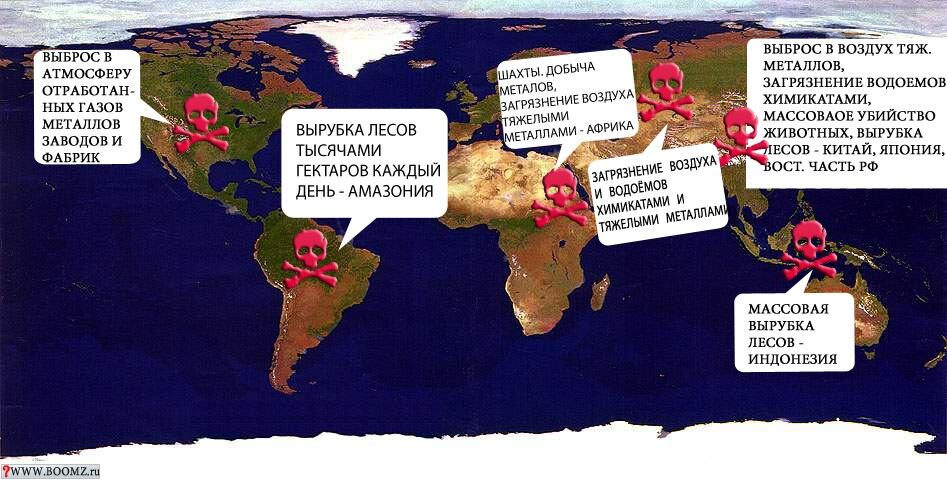 ВЫБРОС В
АТМОСФЕРУ
ОТРАБОТАН-
НЫХ ГАЗОВ
МЕТАЛЛОВ
ЗАВОДОВ И
ФАБРИК
ВЫРУБКА ЛЕСОВ
ТЫСЯЧАМИ
ГЕКТАРОВ КАЖДЫЙ
ДЕНЬ - АМАЗОНИЯ
ШАХТЫ. ДОБЫЧА
МЕТАЛОВ,
ЗАГРЯЗНЕНИЕ ВОЗДУХА
ТЯЖЕЛЫМИ
МЕТАЛЛАМИ - АФРИКА
ЗАГРЯЗНЕНИЕ ВОЗДУХА
И ВОДОЁМОВ
ХИМИКАТАМИ И
ТЯЖЕЛЫМИ МЕТАЛЛАМИ
ВЫБРОС В ВОЗДУХ ТЯЖ.
МЕТАЛЛОВ,
ЗАГРЯЗНЕНИЕ ВОДОЕМОВ
ХИМИКАТАМИ,
МАССОВАОЕ УБИЙСТВО
ЖИВОТНЫХ, ВЫРУБКА
ЛЕСОВ - КИТАЙ, ЯПОНИЯ,
ВОСТ. ЧАСТЬ РФ
МАССОВАЯ
ВЫРУБКА
ЛЕСОВ -
ИНДОНЕЗИЯ
?WWW.BOOMZ.ru